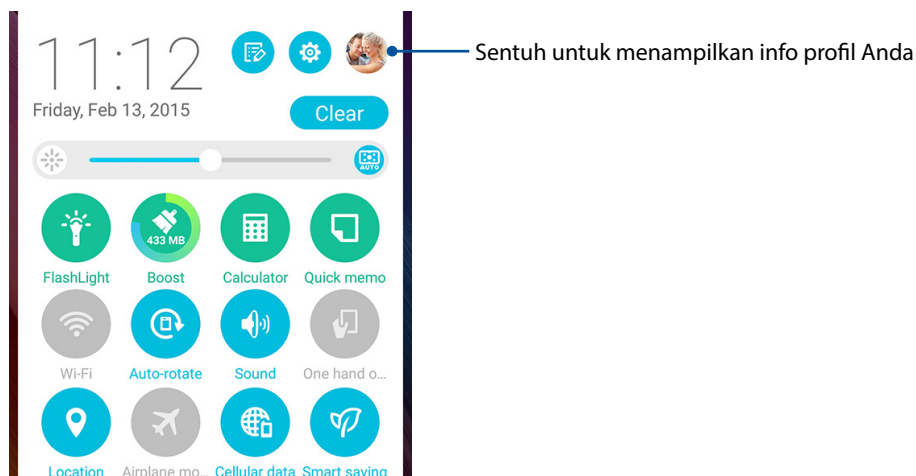 11:12
Sentuh untuk menampilkan info profil Anda
Friday, Feb 13, 2015
Clear
AUTO
433 MB
FlashLight Boost Calculator Quick memo
Wi-Fi Auto-rotate Sound One hand o...
Location Airplane mo... Cellular data Smart saving